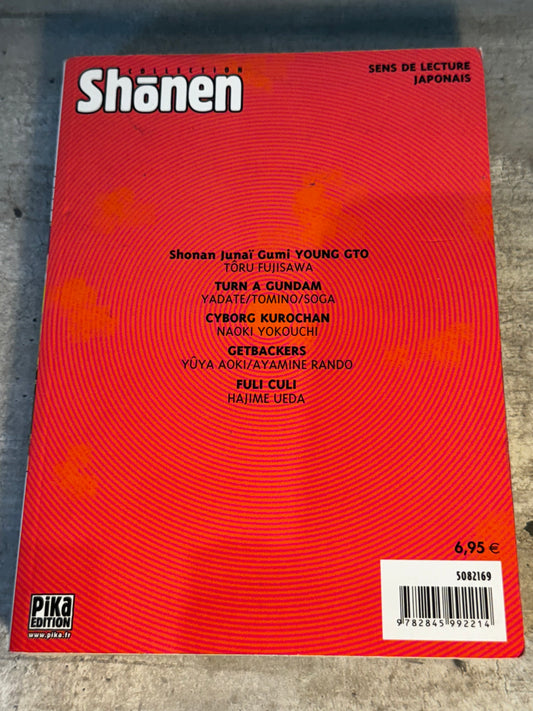 COLLECTION
Shōnen
SENS DE LECTURE
JAPONAIS
Shonan Junaï Gumi YOUNG GTO
TÔRU FUJISAWA
TURN A GUNDAM
YADATE/TOMINO/SOGA
CYBORG KUROCHAN
NAOKI YOKOUCHI
GETBACKERS
YÛYA AOKI/AYAMINE RANDO
FULI CULI
HAJIME UEDA
6,95 €
5082169
9 782845 992214
PiKA
EDITION
www.pika.fr